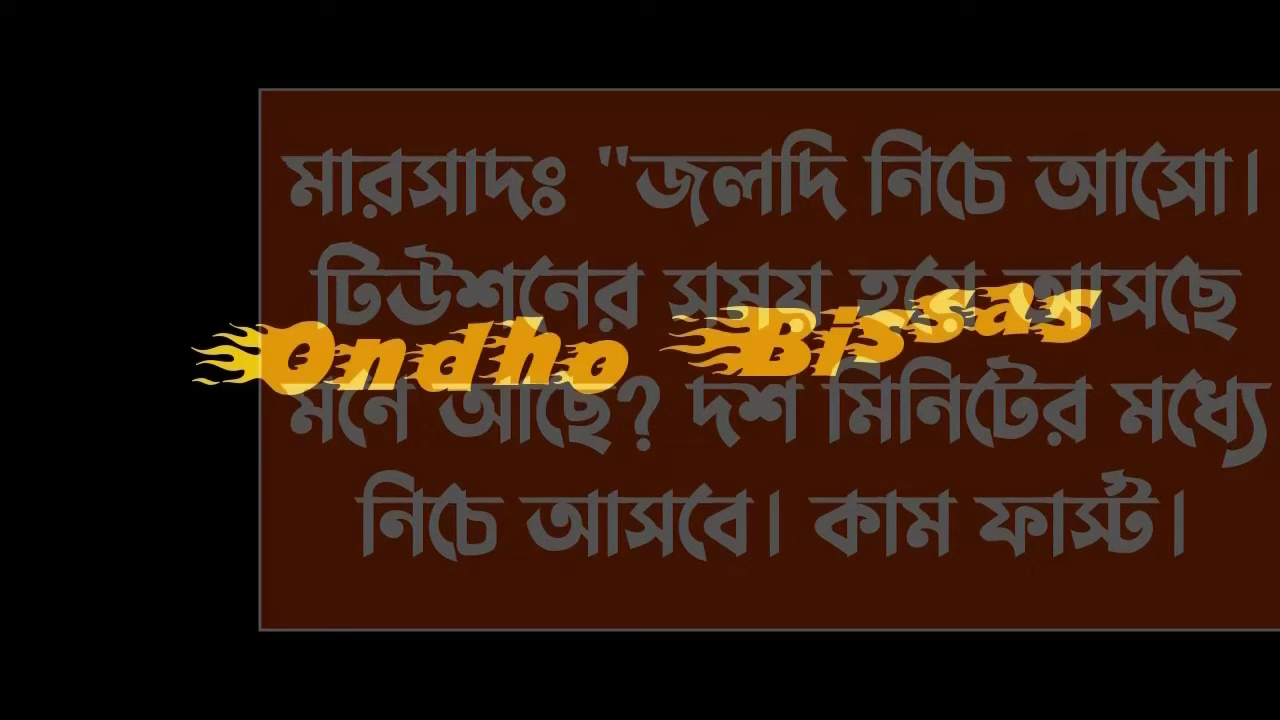 মারসাদঃ "জলদি নিচে আসো।
টিউশনের সময় হয়ে আসছে
Ondho Bissas
মনে আছে? দশ মিনিটের মধ্যে
নিচে আসবে। কাম ফাস্ট।